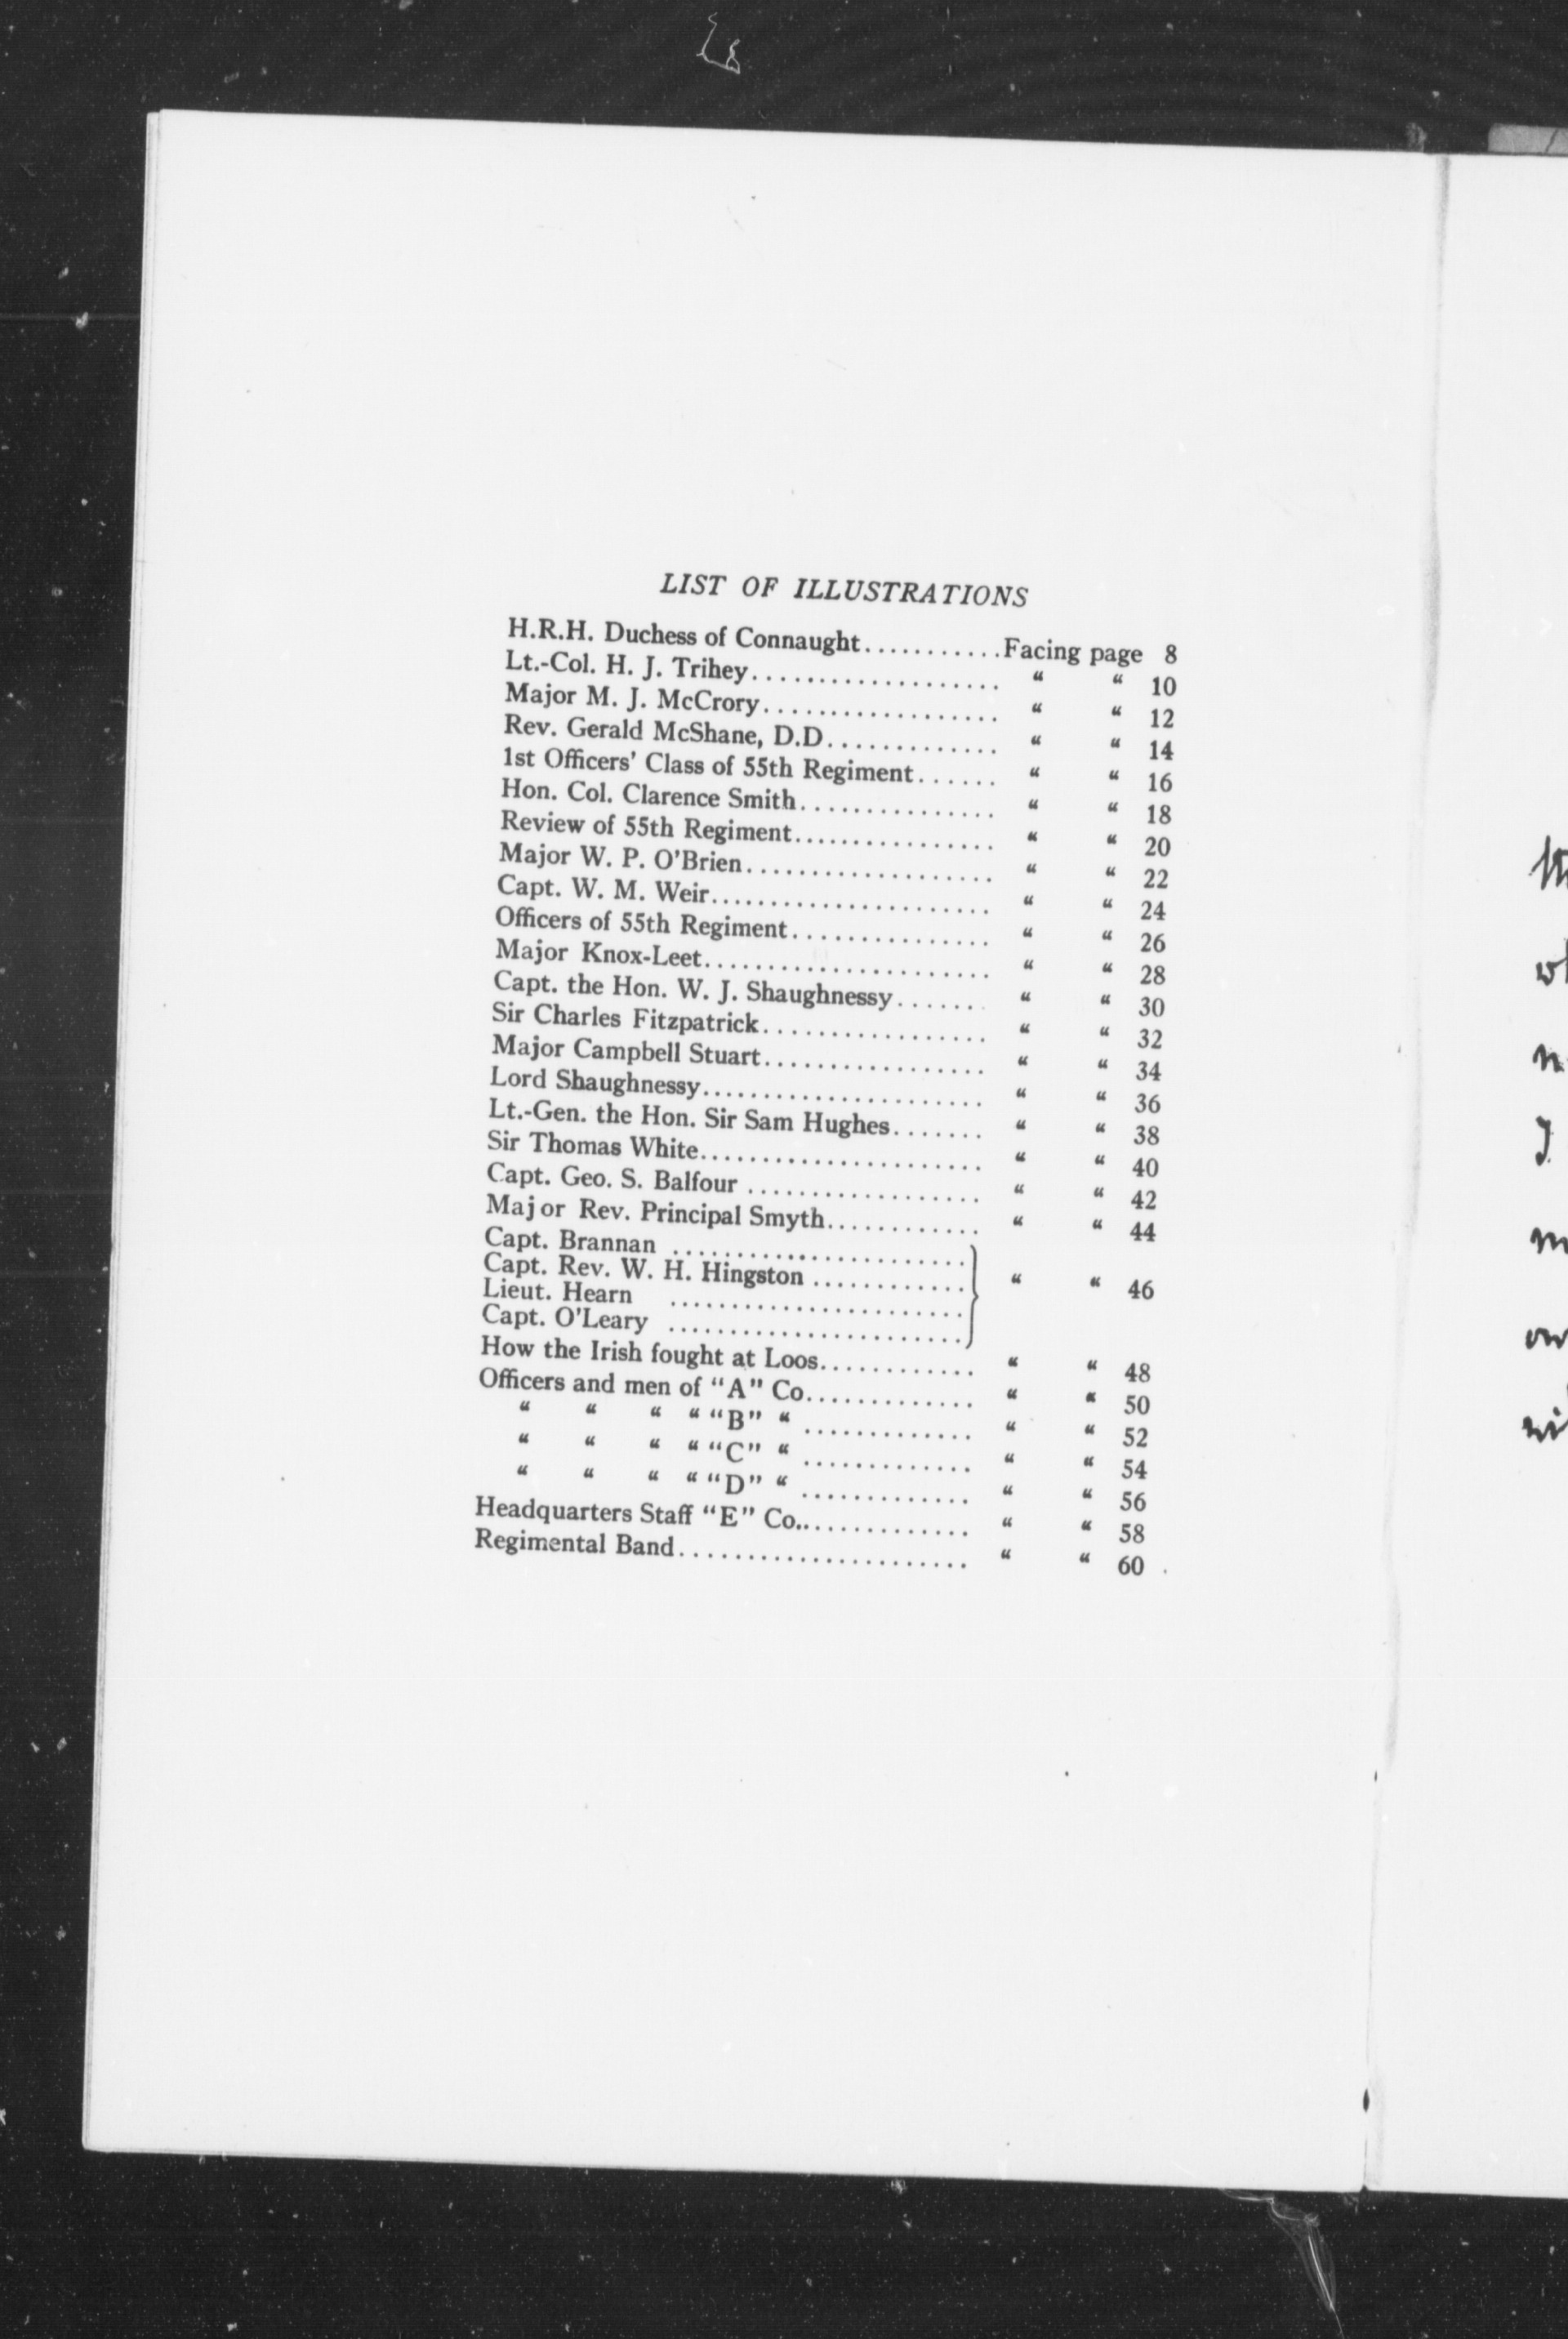 LIST OF ILLUSTRATIONS
H.R.H. Duchess of Connaught...........Facing page 8
Lt.-Col. H. J. Trihey.................... “ “ 10
Major M. J. McCrory................... “ “ 12
Rev. Gerald McShane, D.D.............. “ “ 14
1st Officers' Class of 55th Regiment...... “ “ 16
Hon. Col. Clarence Smith................ “ “ 18
Review of 55th Regiment................ “ “ 20
Major W. P. O'Brien.................... “ “ 22
Capt. W. M. Weir....................... “ “ 24
Officers of 55th Regiment................ “ “ 26
Major Knox-Leet....................... “ “ 28
Capt. the Hon. W. J. Shaughnessy....... “ “ 30
Sir Charles Fitzpatrick.................. “ “ 32
Major Campbell Stuart.................. “ “ 34
Lord Shaughnessy....................... “ “ 36
Lt.-Gen. the Hon. Sir Sam Hughes....... “ “ 38
Sir Thomas White....................... “ “ 40
Capt. Geo. S. Balfour ................... “ “ 42
Major Rev. Principal Smyth............. “ “ 44
Capt. Brannan ........................
Capt. Rev. W. H. Hingston ............. “ “ 46
Lieut. Hearn ........................
Capt. O'Leary ........................
How the Irish fought at Loos............. “ “ 48
Officers and men of “A” Co.............. “ “ 50
“ “ “ “ “B” “ .............. “ “ 52
“ “ “ “ “C” “ .............. “ “ 54
“ “ “ “ “D” “ .............. “ “ 56
Headquarters Staff “E” Co............... “ “ 58
Regimental Band........................ “ “ 60